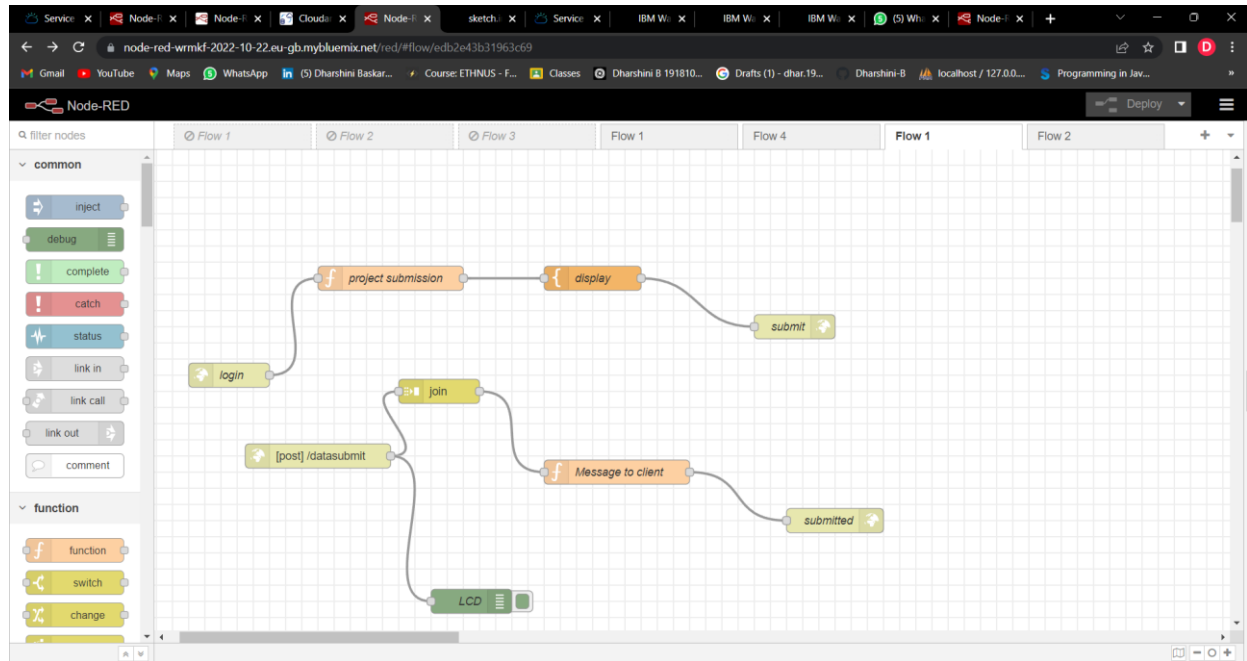 Service
Node-R
Node-R
Cloudan
Node-R
sketch.i
Service
IBM Wa
IBM Wa
IBM Wa
(5) Wha
Node-R
node-red-wrmkf-2022-10-22.eu-gb.mybluemix.net/red/#flow/edb2e43b31963c69
D
Gmail
YouTube
Maps
WhatsApp
(5) Dharshini Baskar...
Course: ETHNUS - F...
Classes
Dharshini B 191810...
Drafts (1) - dhar.19...
Dharshini-B
localhost / 127.0.0....
Programming in Jav...
»
Node-RED
Deploy
filter nodes
Flow 1
Flow 2
Flow 3
Flow 1
Flow 4
Flow 1
Flow 2
common
inject
debug
complete
catch
status
link in
link call
link out
comment
function
function
switch
change
project submission
display
submit
login
join
[post] /datasubmit
Message to client
submitted
LCD